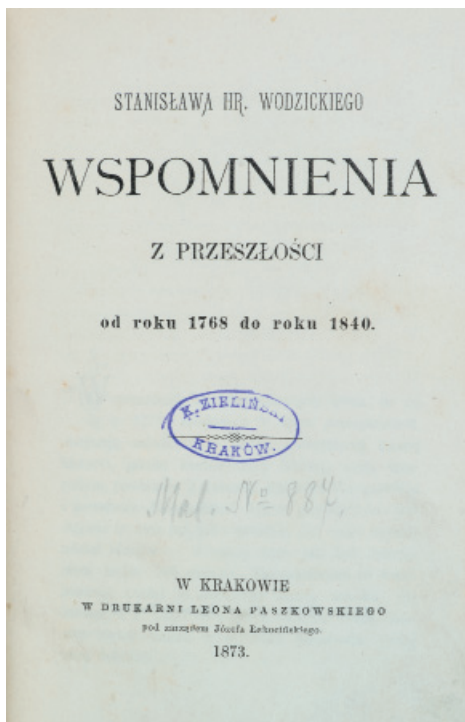 STANISŁAWA HR. WODZICKIEGO
WSPOMNIENIA
Z PRZESZŁOŚCI
od roku 1768 do roku 1840.
K. ZIELIŃSKI
KRAKÓW.
Mal. No 887.
W KRAKOWIE
W DRUKARNI LEONA PASZKOWSKIEGO
pod zarządem Józefa
1873.